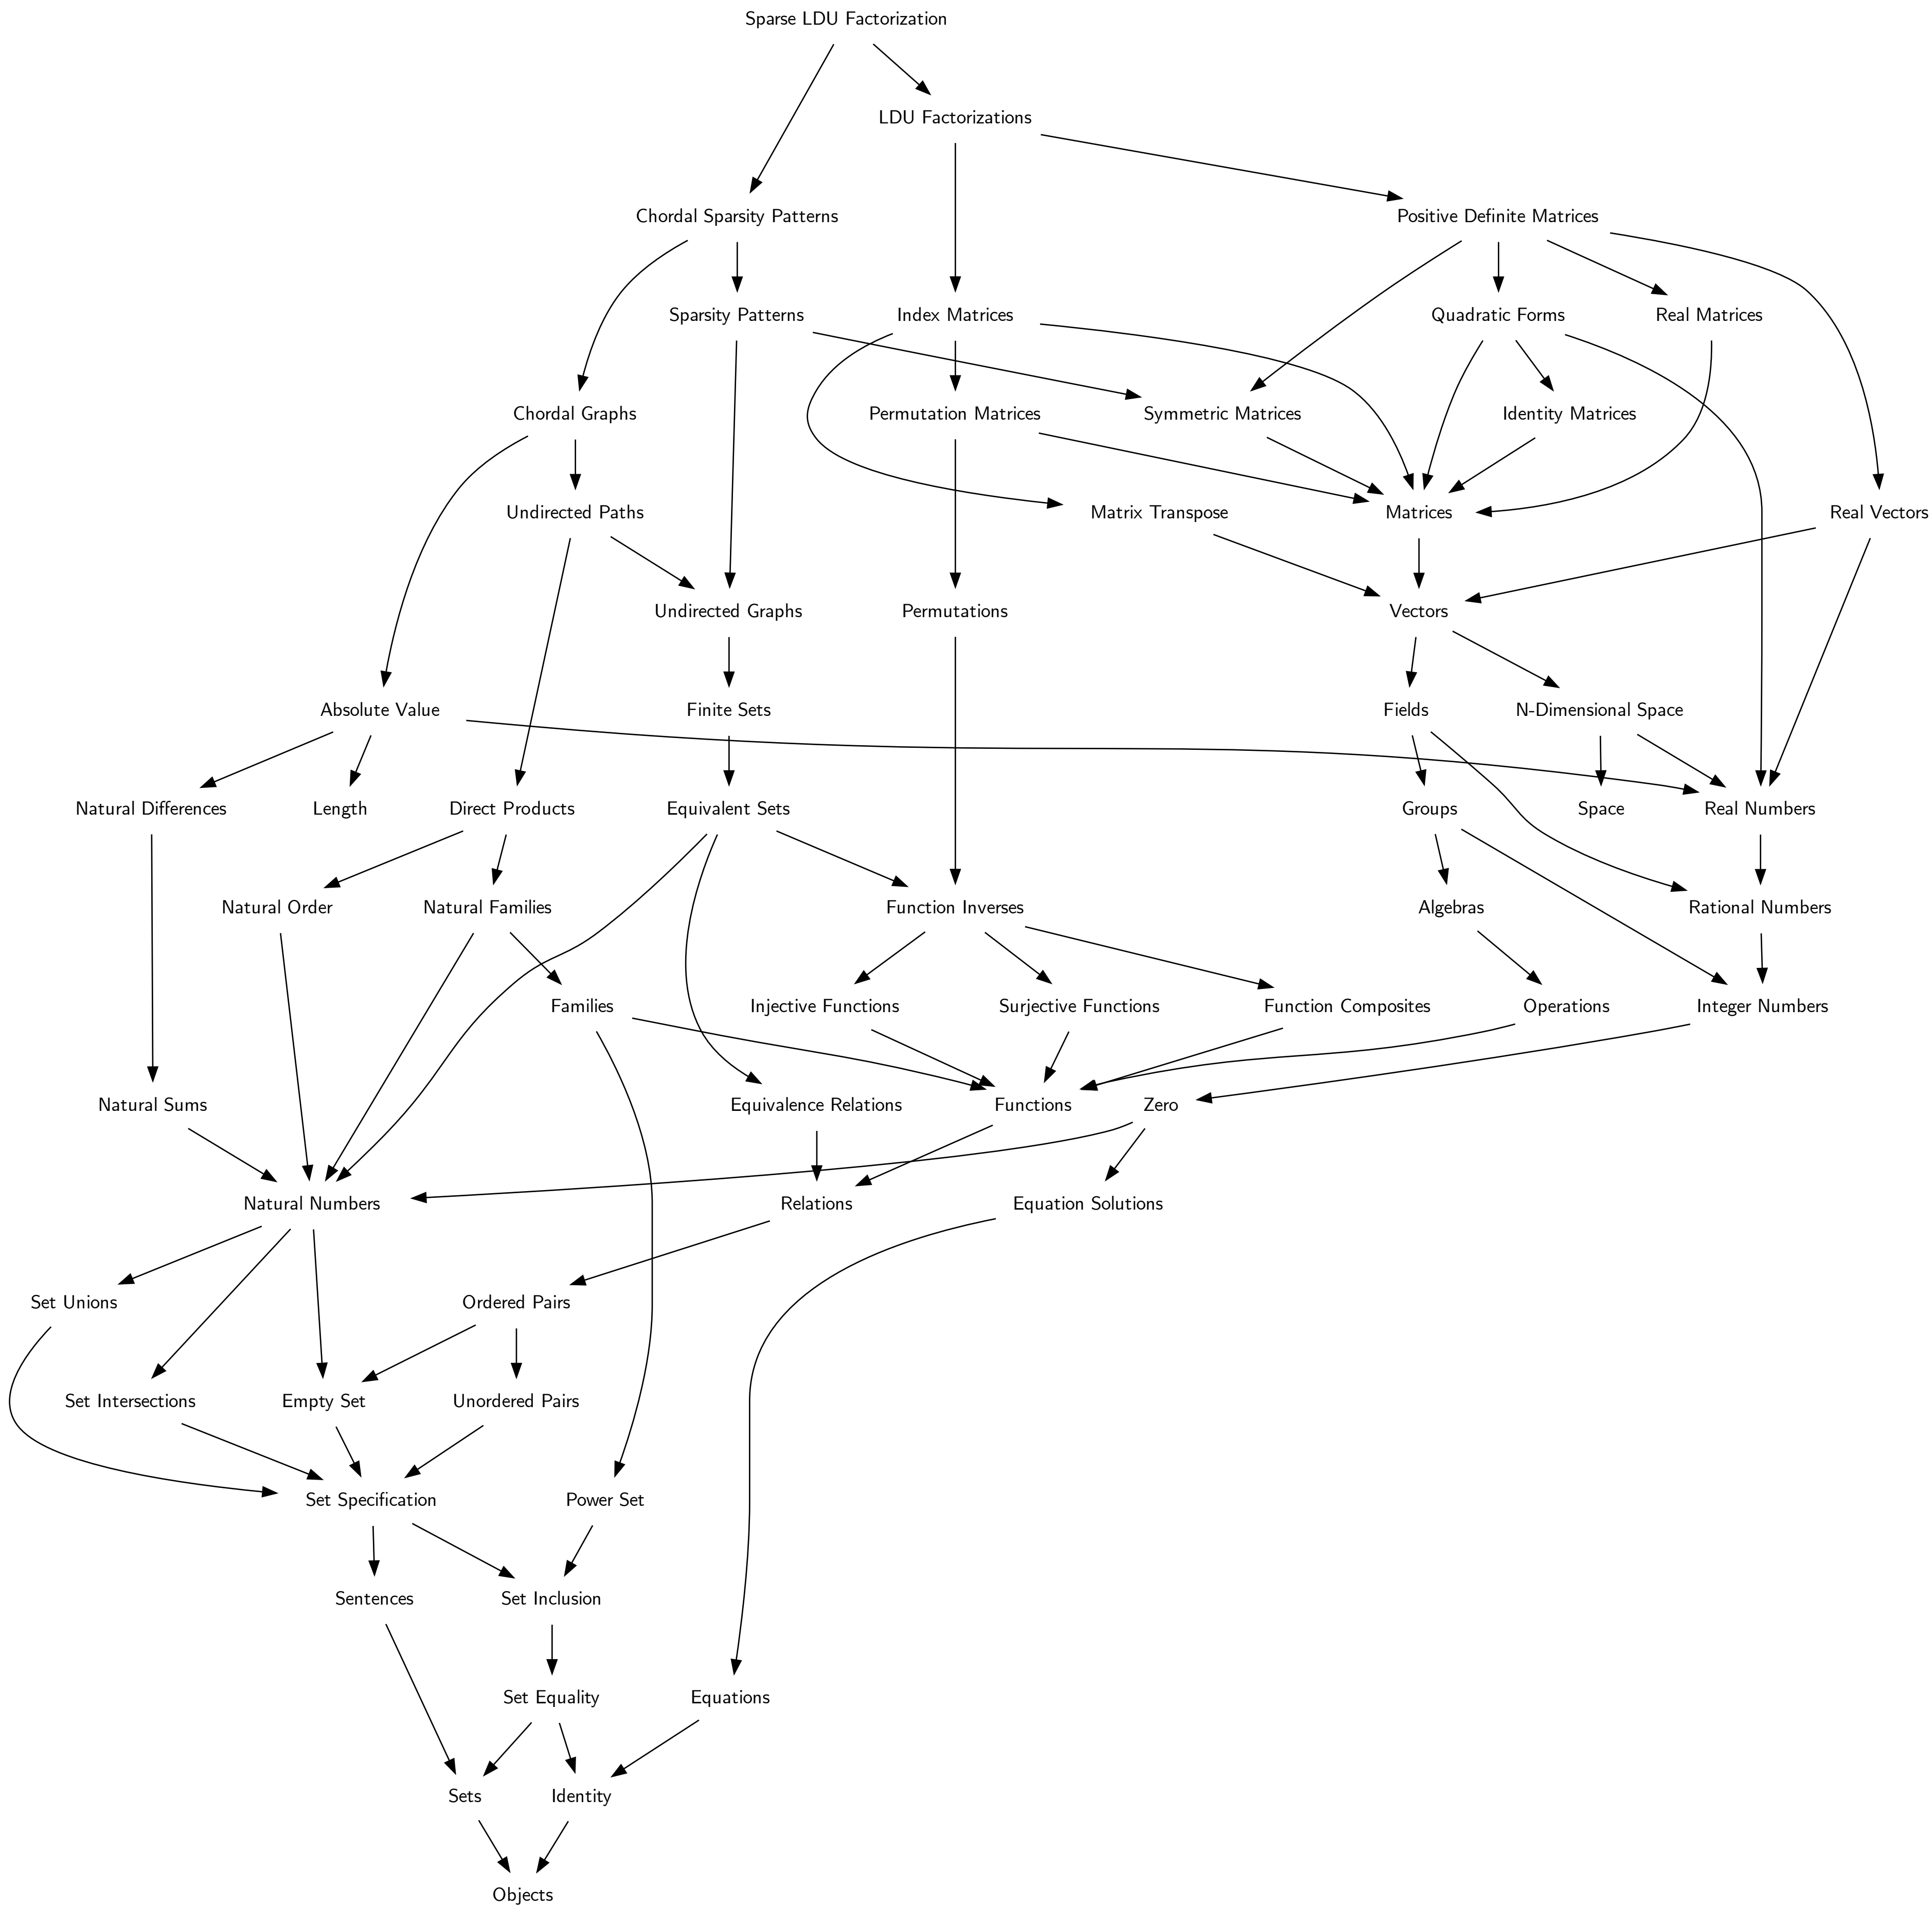 Sparse LDU Factorization
LDU Factorizations
Chordal Sparsity Patterns
Positive Definite Matrices
Sparsity Patterns
Index Matrices
Quadratic Forms
Real Matrices
Chordal Graphs
Permutation Matrices
Symmetric Matrices
Identity Matrices
Undirected Paths
Matrix Transpose
Matrices
Real Vectors
Undirected Graphs
Permutations
Vectors
Absolute Value
Finite Sets
Fields
N-Dimensional Space
Natural Differences
Length
Direct Products
Equivalent Sets
Groups
Space
Real Numbers
Natural Order
Natural Families
Function Inverses
Algebras
Rational Numbers
Families
Injective Functions
Surjective Functions
Function Composites
Operations
Integer Numbers
Natural Sums
Equivalence Relations
Functions
Zero
Natural Numbers
Relations
Equation Solutions
Set Unions
Ordered Pairs
Set Intersections
Empty Set
Unordered Pairs
Set Specification
Power Set
Sentences
Set Inclusion
Set Equality
Equations
Sets
Identity
Objects